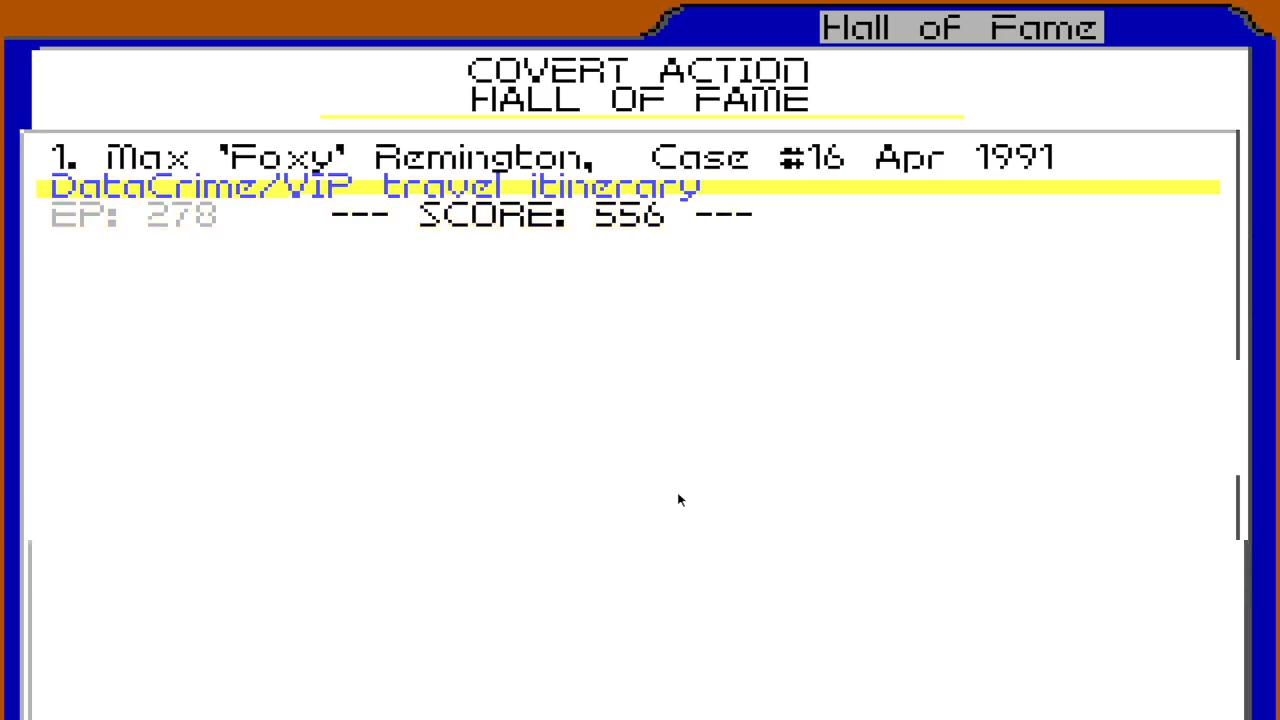 Hall of Fame
COVERT ACTION
HALL OF FAME
1. Max 'Foxy' Remington, Case #16 Apr 1991
DataCrime/VIP travel itinerary
EP: 278 --- SCORE: 556 ---